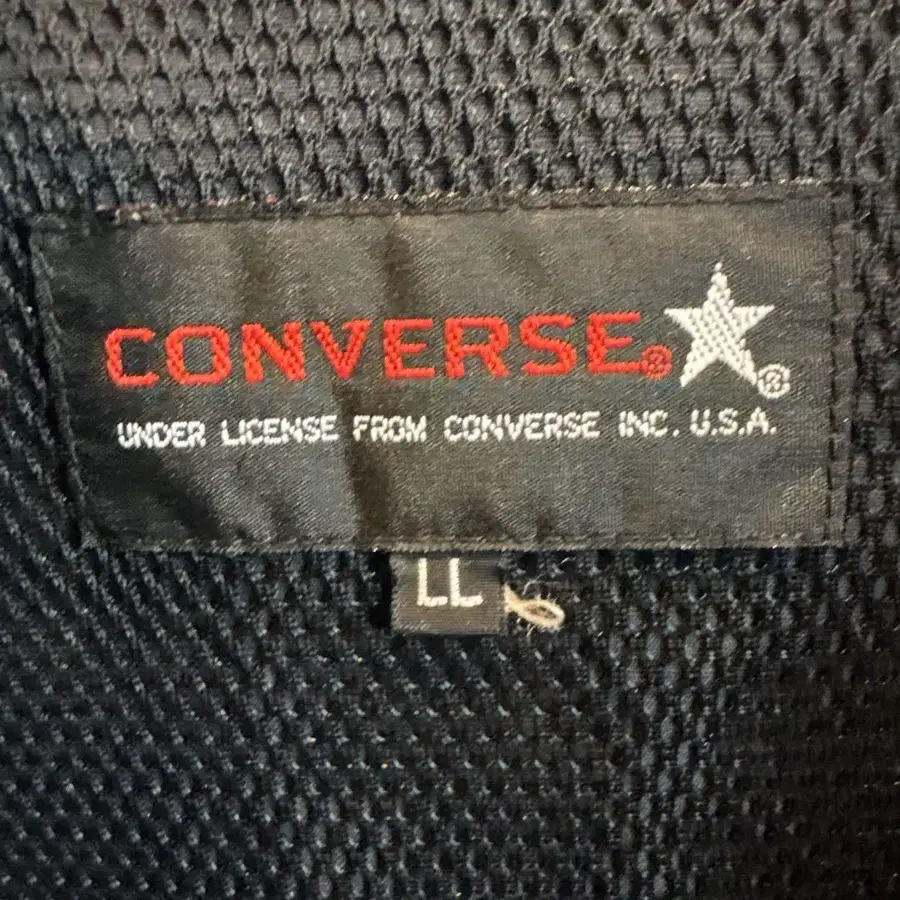 CONVERSE® ®
UNDER LICENSE FROM CONVERSE INC. U.S.A.
LL